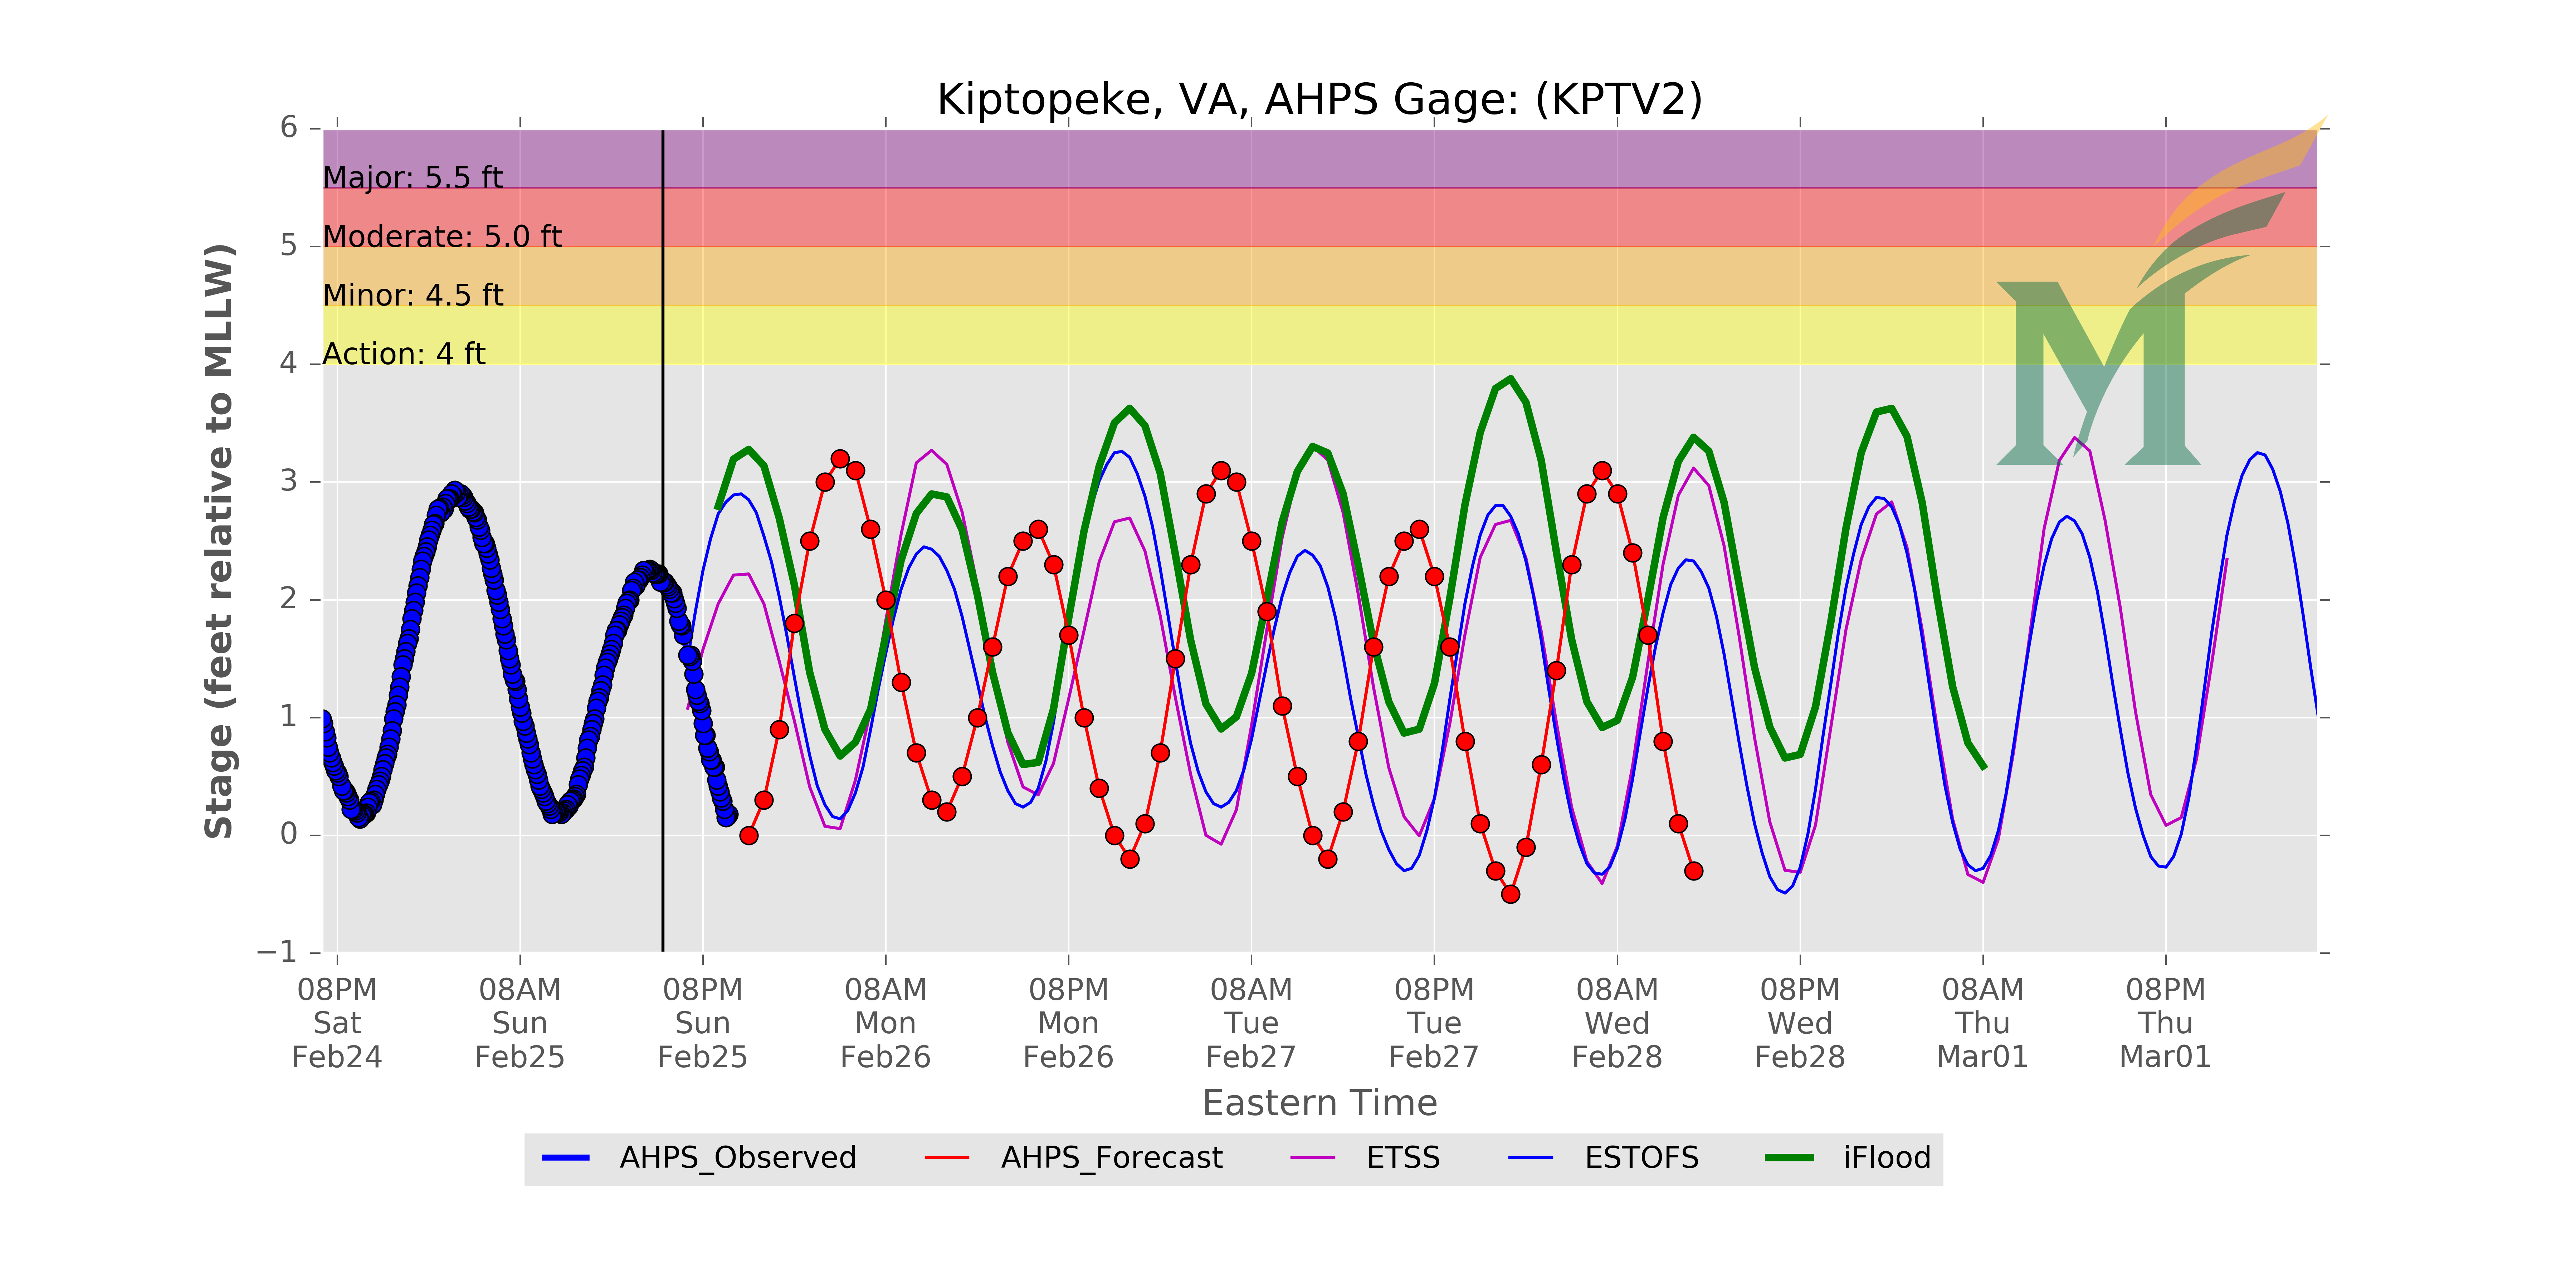 Kiptopeke, VA, AHPS Gage: (KPTV2)
Stage (feet relative to MLLW)
6
5
4
3
2
1
0
−1
Major: 5.5 ft
Moderate: 5.0 ft
Minor: 4.5 ft
Action: 4 ft
M
08PM 08AM 08PM 08AM 08PM 08AM 08PM 08AM 08PM 08AM 08PM
Sat Sun Sun Mon Mon Tue Tue Wed Wed Thu Thu
Feb24 Feb25 Feb25 Feb26 Feb26 Feb27 Feb27 Feb28 Feb28 Mar01 Mar01
Eastern Time
AHPS_Observed AHPS_Forecast ETSS ESTOFS iFlood